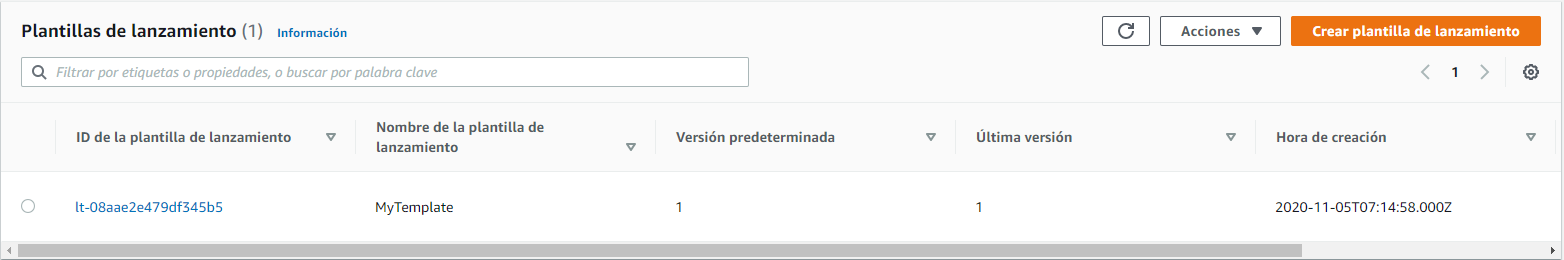 Plantillas de lanzamiento (1) Información
Acciones
Crear plantilla de lanzamiento
Filtrar por etiquetas o propiedades, o buscar por palabra clave
1
ID de la plantilla de lanzamiento
Nombre de la plantilla de
lanzamiento
Versión predeterminada
Última versión
Hora de creación
lt-08aae2e479df345b5
MyTemplate
1
1
2020-11-05T07:14:58.000Z